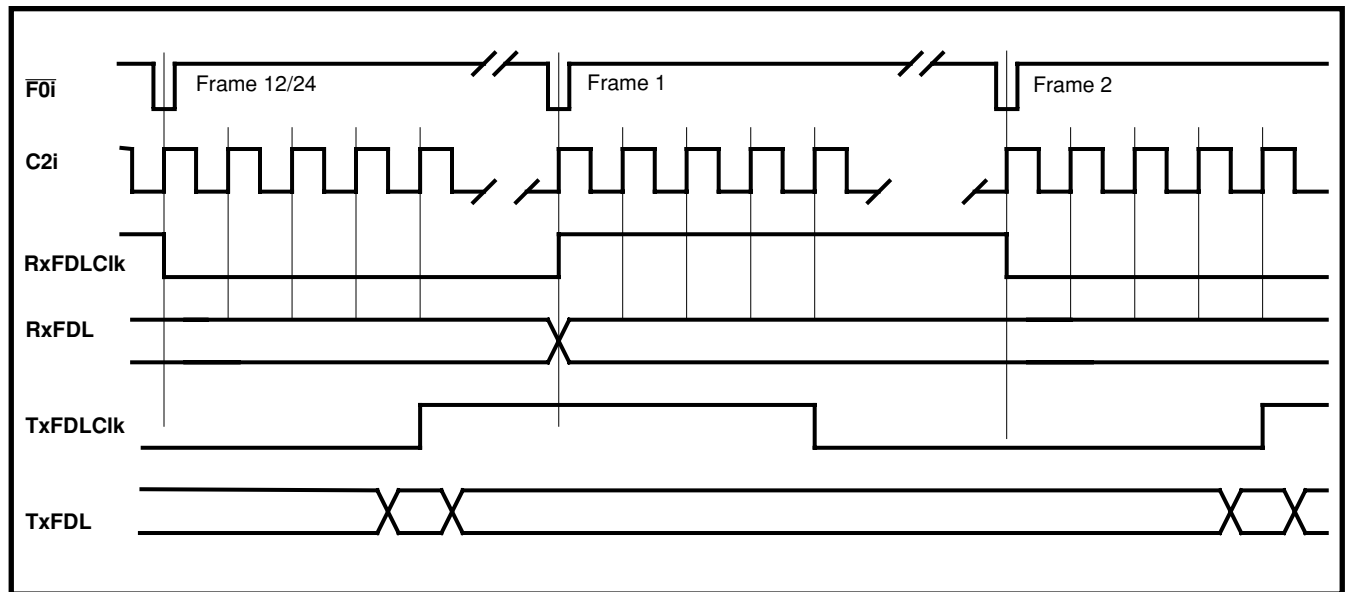 F0i
Frame 12/24
Frame 1
Frame 2
C2i
RxFDLClk
RxFDL
TxFDLClk
TxFDL